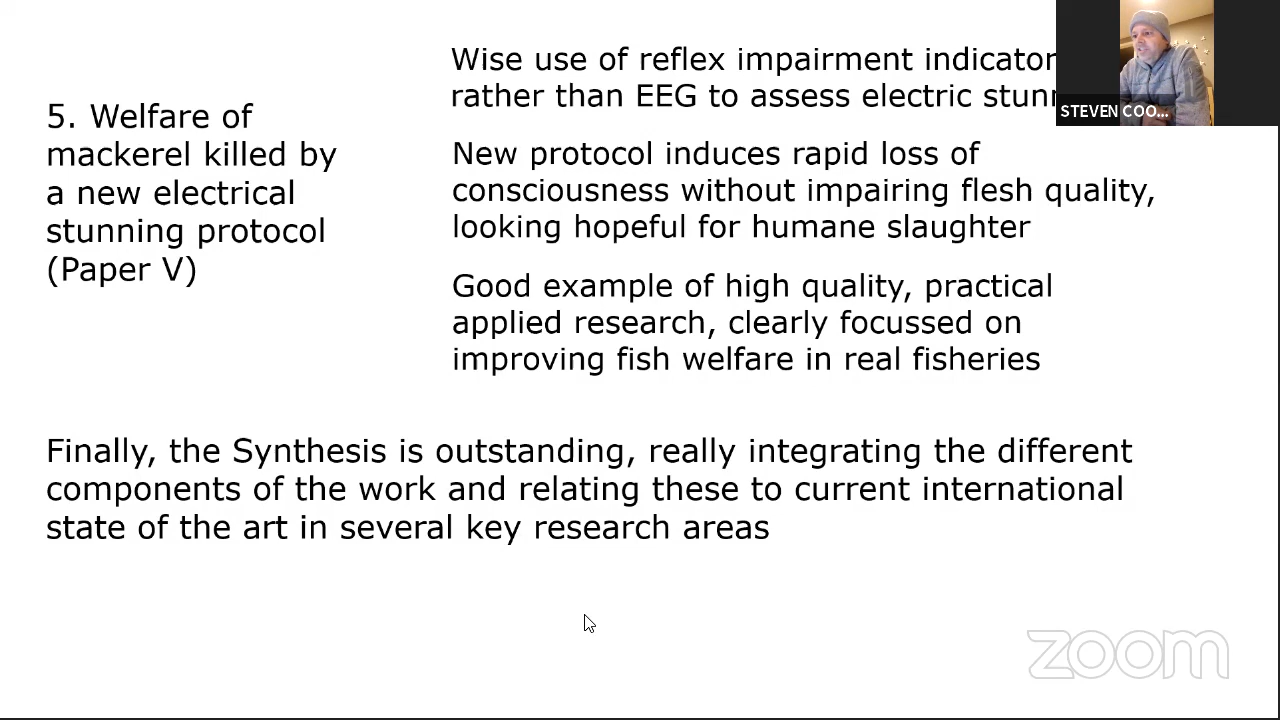 5. Welfare of
mackerel killed by
a new electrical
stunning protocol
(Paper V)
Wise use of reflex impairment indicator
rather than EEG to assess electric
New protocol induces rapid loss of
consciousness without impairing flesh quality,
looking hopeful for humane slaughter
Good example of high quality, practical
applied research, clearly focussed on
improving fish welfare in real fisheries
Finally, the Synthesis is outstanding, really integrating the different
components of the work and relating these to current international
state of the art in several key research areas
STEVEN COO...
zoom